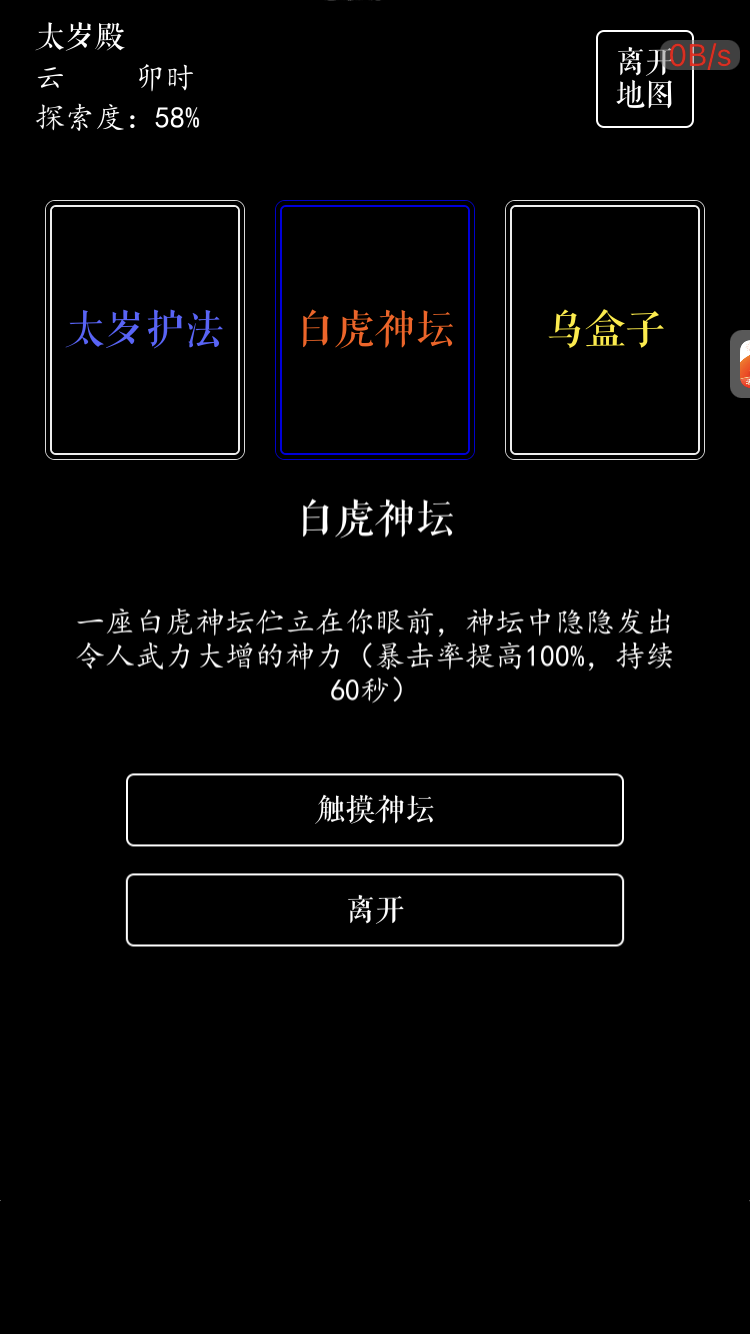 太岁殿
云 卯时
探索度：58%
离开
地图
0B/s
太岁护法
白虎神坛
乌盒子
白虎神坛
一座白虎神坛伫立在你眼前，神坛中隐隐发出
令人武力大增的神力（暴击率提高100%，持续
60秒）
触摸神坛
离开